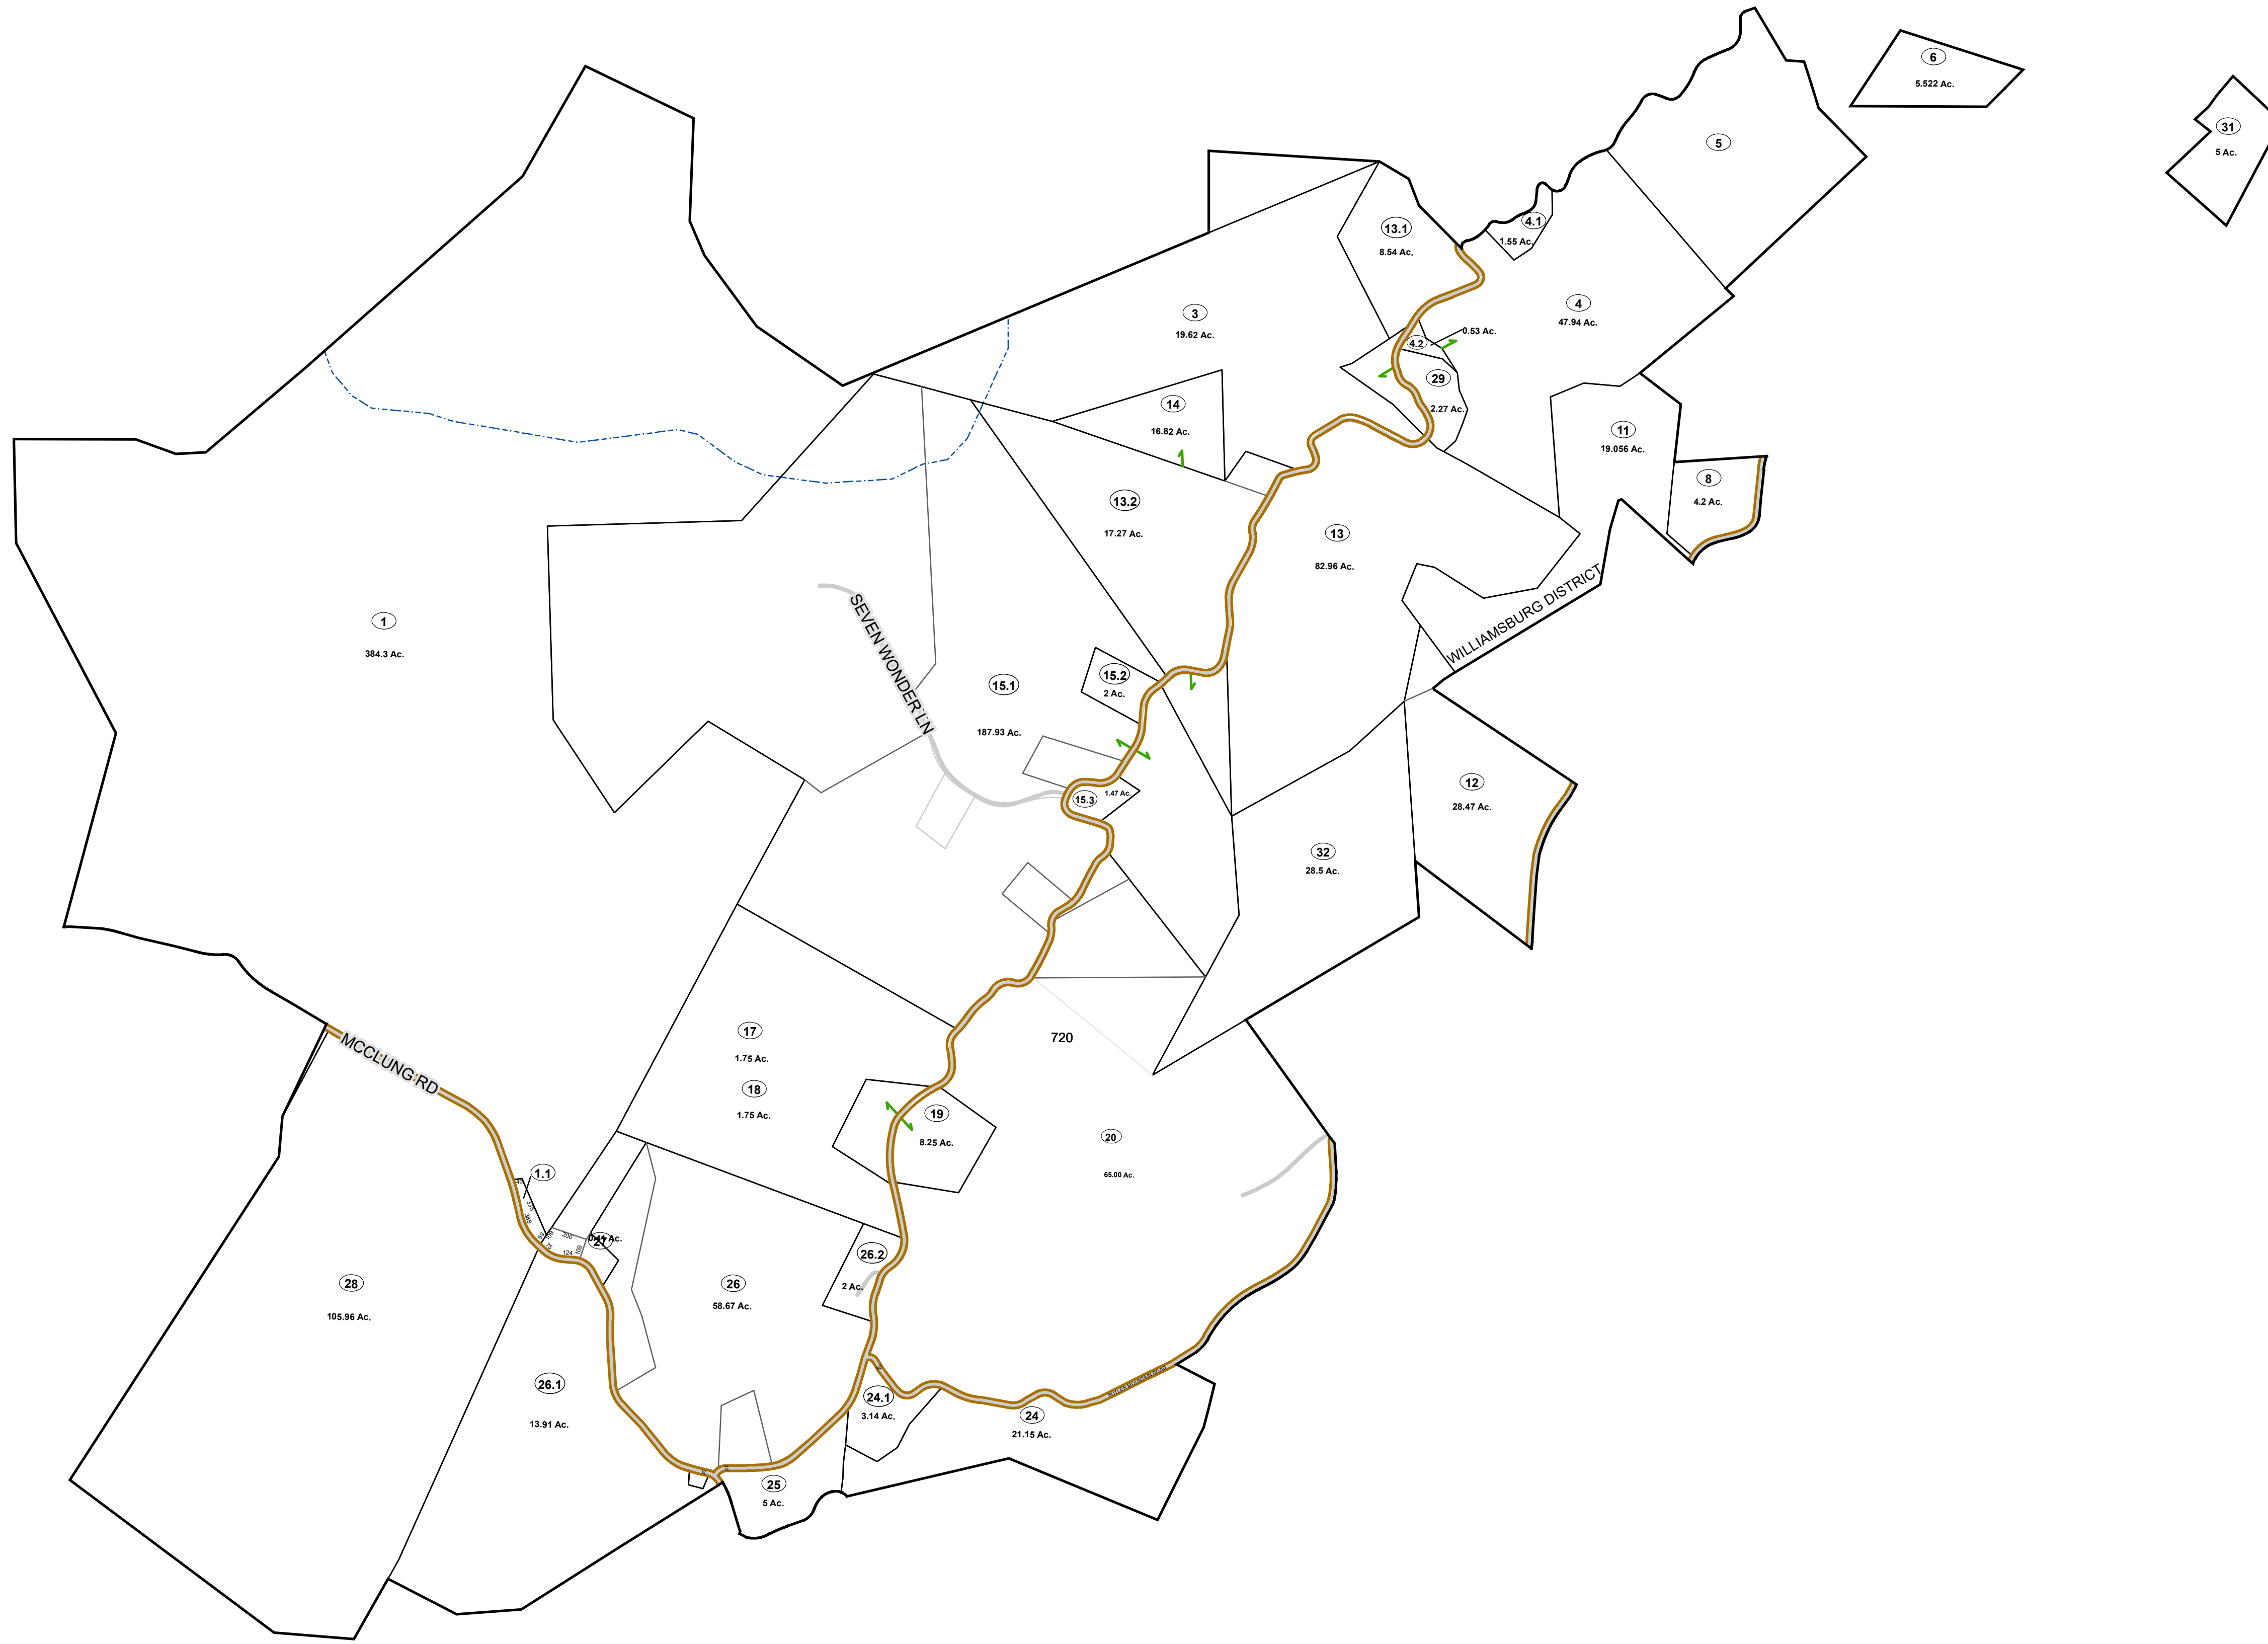 6
5.522 Ac.
31
5 Ac.
5
4.1
1.55 Ac.
13.1
8.54 Ac.
4
47.94 Ac.
3
19.62 Ac.
0.53 Ac.
4.2
29
2.27 Ac.
14
16.82 Ac.
11
19.056 Ac.
8
4.2 Ac.
13.2
17.27 Ac.
13
82.96 Ac.
WILLIAMSBURG DISTRICT
1
384.3 Ac.
SEVEN WONDER LN
15.1
187.93 Ac.
15.2
2 Ac.
12
28.47 Ac.
15.3
1.47 Ac.
32
28.5 Ac.
17
1.75 Ac.
720
MCCLUNG RD
18
1.75 Ac.
19
8.25 Ac.
20
65.00 Ac.
1.1
368
200
124
109
75
27
26.2
2 Ac.
28
105.96 Ac.
26
58.67 Ac.
26.1
13.91 Ac.
24.1
3.14 Ac.
24
21.15 Ac.
25
5 Ac.